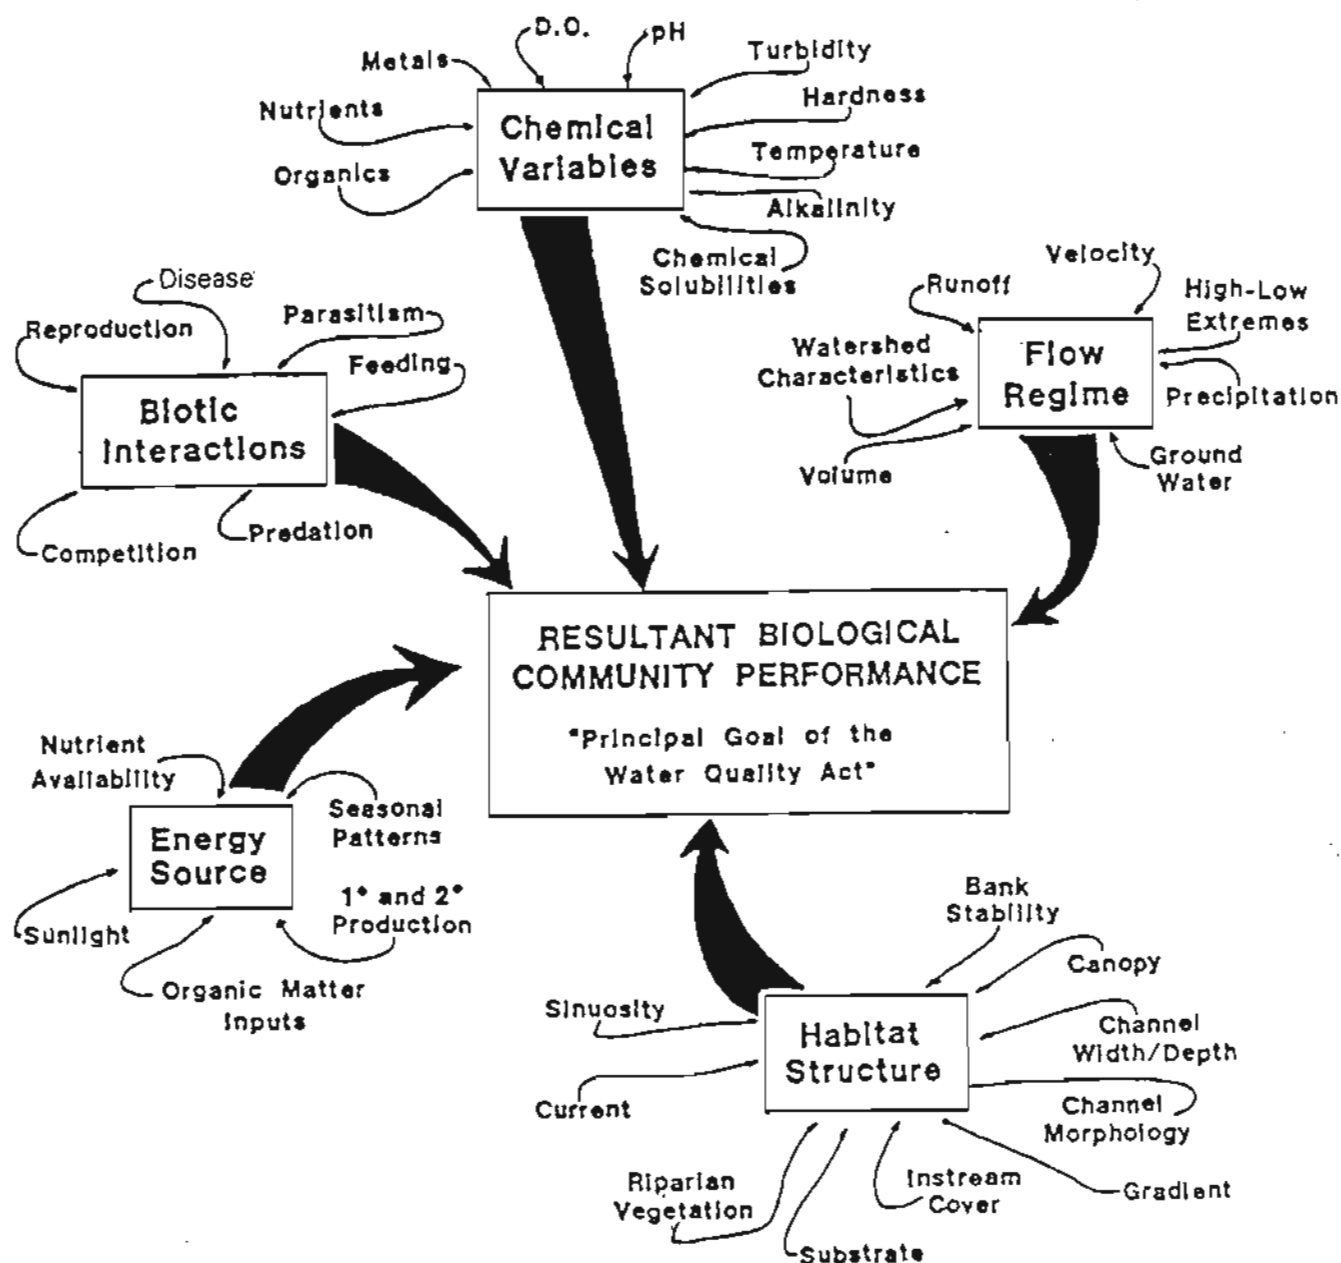 D.O.
pH
Metals
Turbidity
Nutrients
Hardness
Organics
Temperature
Alkalinity
Chemical
Solubilities
Chemical
Variables
Disease
Reproduction
Parasitism
Feeding
Biotic
Interactions
Competition
Predation
Velocity
Runoff
High-Low
Extremes
Watershed
Characteristics
Precipitation
Volume
Ground
Water
Flow
Regime
RESULTANT BIOLOGICAL
COMMUNITY PERFORMANCE
"Principal Goal of the
Water Quality Act"
Nutrient
Availability
Seasonal
Patterns
Energy
Source
1° and 2°
Production
Sunlight
Organic Matter
Inputs
Bank
Stability
Canopy
Sinuosity
Channel
Width/Depth
Habitat
Structure
Current
Channel
Morphology
Riparian
Vegetation
Instream
Cover
Gradient
Substrate